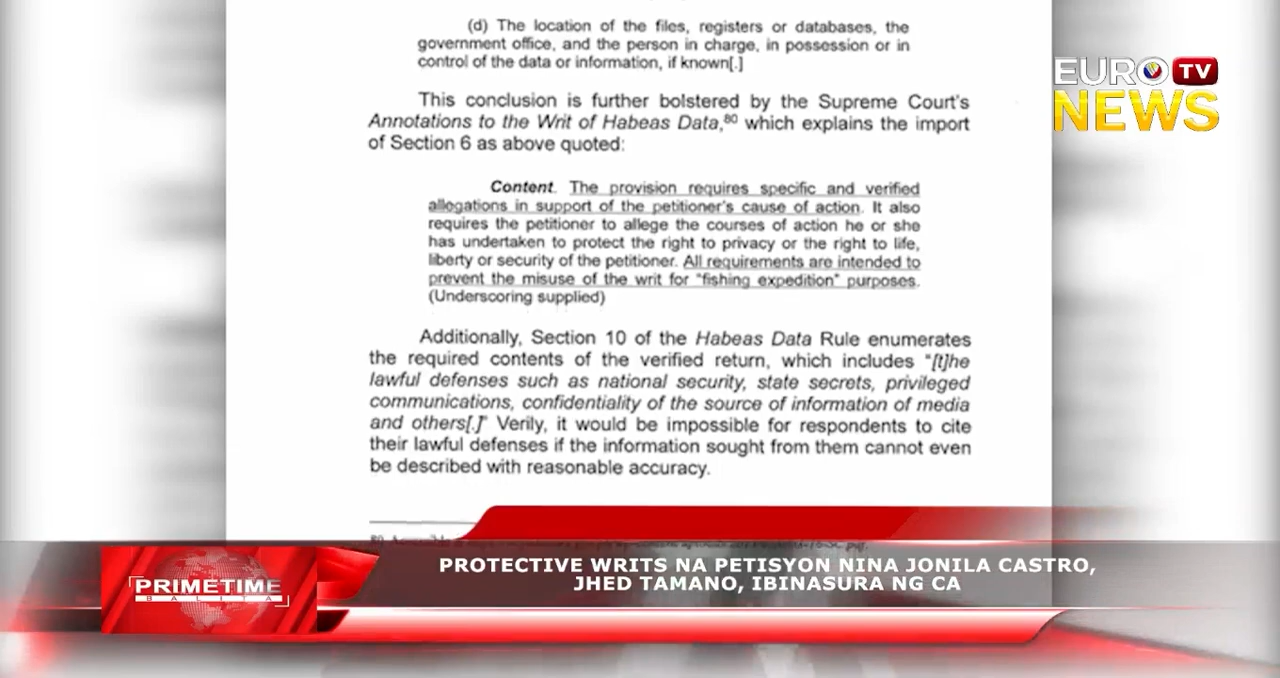 (d) The location of the files, registers or databases, the
government office, and the person in charge, in possession or in
control of the data or information, if known[.]
This conclusion is further bolstered by the Supreme Court's
Annotations to the Writ of Habeas Data,80 which explains the import
of Section 6 as above quoted:
Content. The provision requires specific and verified
allegations in support of the petitioner's cause of action. It also
requires the petitioner to allege the courses of action he or she
has undertaken to protect the right to privacy or the right to life,
liberty or security of the petitioner. All requirements are intended to
prevent the misuse of the writ for "fishing expedition" purposes.
(Underscoring supplied)
Additionally, Section 10 of the Habeas Data Rule enumerates
the required contents of the verified return, which includes "[t]he
lawful defenses such as national security, state secrets, privileged
communications, confidentiality of the source of information of media
and others[.]" Verily, it would be impossible for respondents to cite
their lawful defenses if the information sought from them cannot even
be described with reasonable accuracy.
EURO TV
NEWS
PRIMETIME
BALITA
PROTECTIVE WRITS NA PETISYON NINA JONILA CASTRO,
JHED TAMANO, IBINASURA NG CA